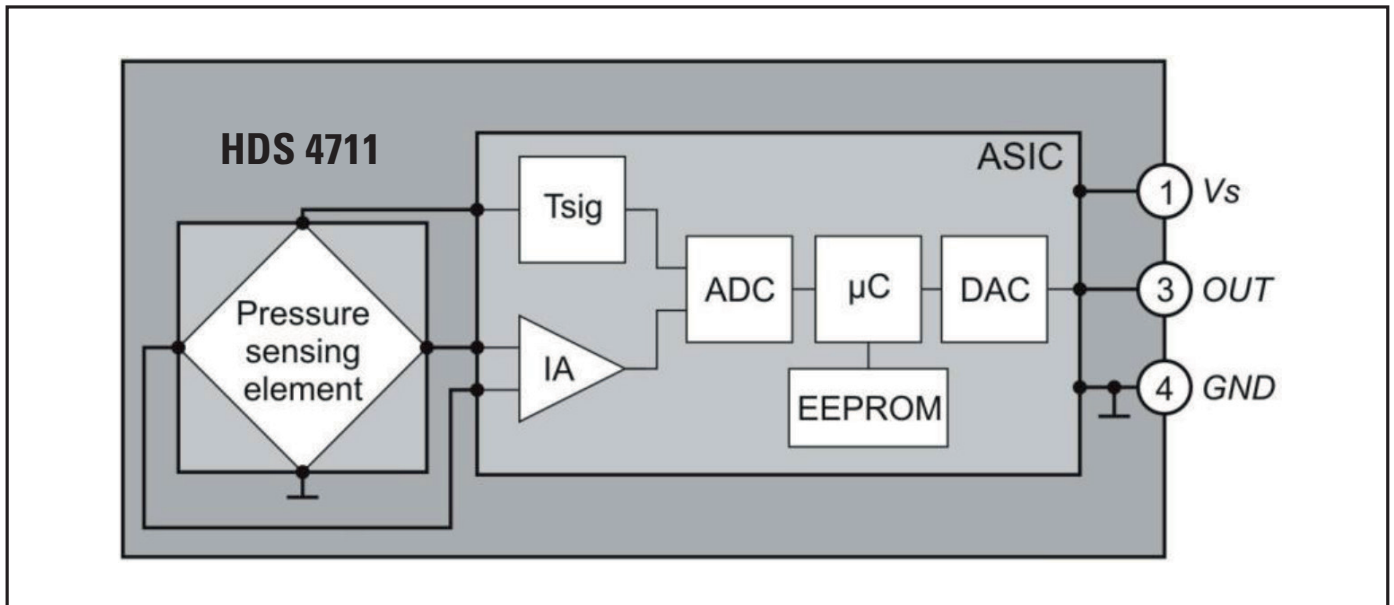 HDS 4711
ASIC
Tsig
IA
ADC
µC
DAC
EEPROM
Pressure
sensing
element
1 Vs
3 OUT
4 GND